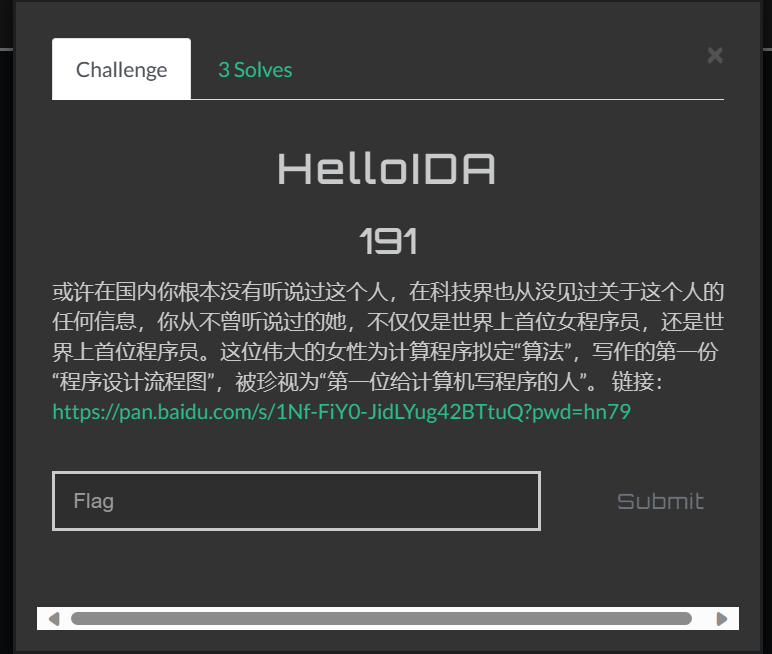 Challenge
3 Solves
×
HelloIDA
191
或许在国内你根本没有听说过这个人，在科技界也从没见过关于这个人的
任何信息，你从不曾听说过的她，不仅仅是世界上首位女程序员，还是世
界上首位程序员。这位伟大的女性为计算程序拟定“算法”，写作的第一份
“程序设计流程图”，被珍视为“第一位给计算机写程序的人”。 链接：
https://pan.baidu.com/s/1Nf-FiY0-JidLYug42BTtuQ?pwd=hn79
Flag
Submit